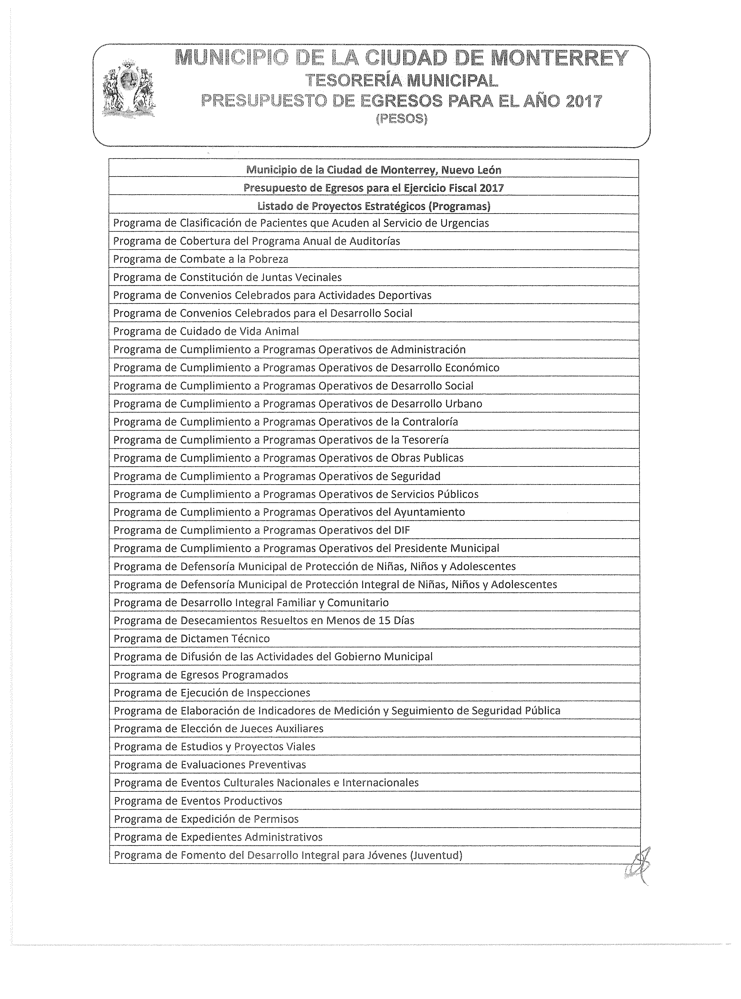 MUNICIPIO DE LA CIUDAD DE MONTERREY
TESORERÍA MUNICIPAL
PRESUPUESTO DE EGRESOS PARA EL AÑO 2017
(PESOS)
Municipio de la Ciudad de Monterrey, Nuevo León
Presupuesto de Egresos para el Ejercicio Fiscal 2017
Listado de Proyectos Estratégicos (Programas)
Programa de Clasificación de Pacientes que Acuden al Servicio de Urgencias
Programa de Cobertura del Programa Anual de Auditorías
Programa de Combate a la Pobreza
Programa de Constitución de Juntas Vecinales
Programa de Convenios Celebrados para Actividades Deportivas
Programa de Convenios Celebrados para el Desarrollo Social
Programa de Cuidado de Vida Animal
Programa de Cumplimiento a Programas Operativos de Administración
Programa de Cumplimiento a Programas Operativos de Desarrollo Económico
Programa de Cumplimiento a Programas Operativos de Desarrollo Social
Programa de Cumplimiento a Programas Operativos de Desarrollo Urbano
Programa de Cumplimiento a Programas Operativos de la Contraloría
Programa de Cumplimiento a Programas Operativos de la Tesorería
Programa de Cumplimiento a Programas Operativos de Obras Publicas
Programa de Cumplimiento a Programas Operativos de Seguridad
Programa de Cumplimiento a Programas Operativos de Servicios Públicos
Programa de Cumplimiento a Programas Operativos del Ayuntamiento
Programa de Cumplimiento a Programas Operativos del DIF
Programa de Cumplimiento a Programas Operativos del Presidente Municipal
Programa de Defensoría Municipal de Protección de Niñas, Niños y Adolescentes
Programa de Defensoría Municipal de Protección Integral de Niñas, Niños y Adolescentes
Programa de Desarrollo Integral Familiar y Comunitario
Programa de Desecamientos Resueltos en Menos de 15 Días
Programa de Dictamen Técnico
Programa de Difusión de las Actividades del Gobierno Municipal
Programa de Egresos Programados
Programa de Ejecución de Inspecciones
Programa de Elaboración de Indicadores de Medición y Seguimiento de Seguridad Pública
Programa de Elección de Jueces Auxiliares
Programa de Estudios y Proyectos Viales
Programa de Evaluaciones Preventivas
Programa de Eventos Culturales Nacionales e Internacionales
Programa de Eventos Productivos
Programa de Expedición de Permisos
Programa de Expedientes Administrativos
Programa de Fomento del Desarrollo Integral para Jóvenes (Juventud)